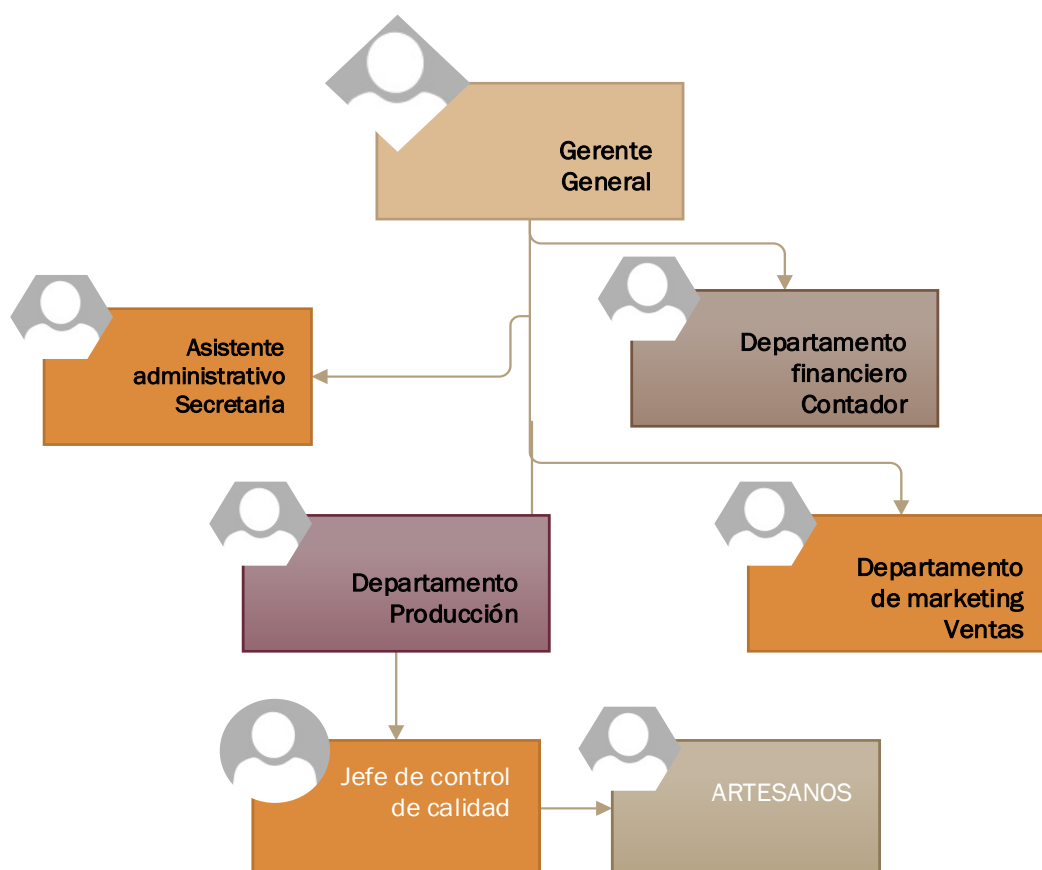 Gerente
General
Asistente
administrativo
Secretaria
Departamento
financiero
Contador
Departamento
Producción
Departamento
de marketing
Ventas
Jefe de control
de calidad
ARTESANOS